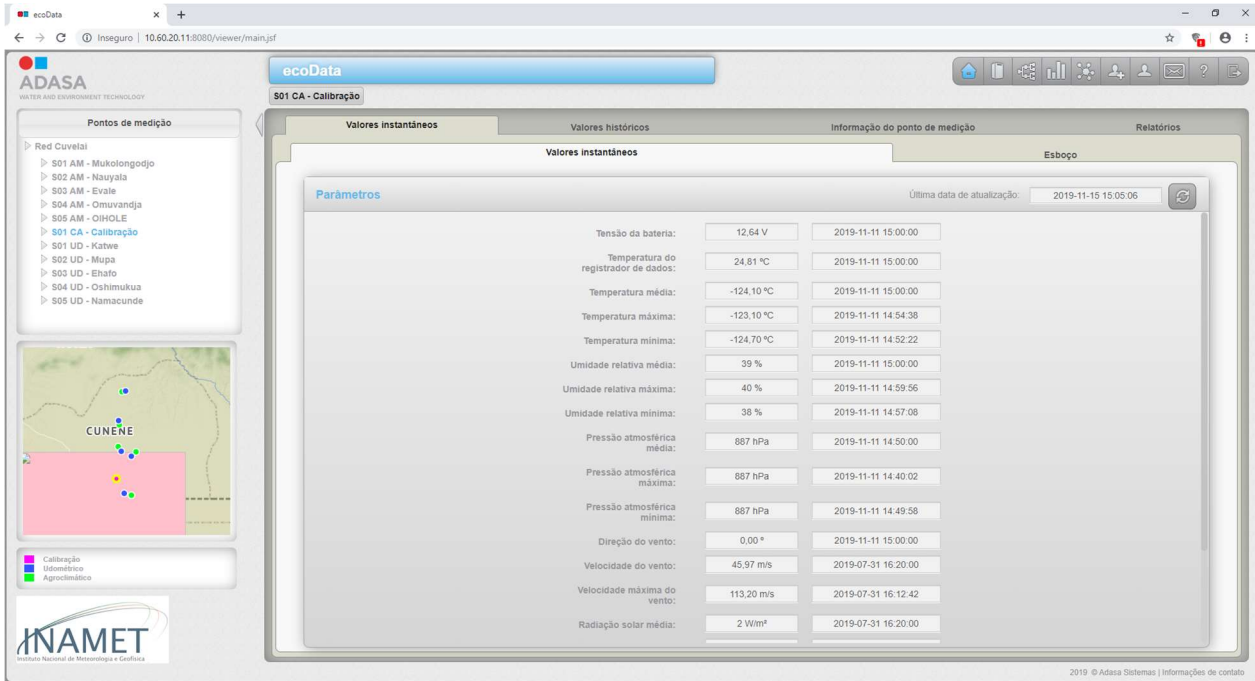 ecoData
Inseguro | 10.60.20.11:8080/viewer/main.jsf
ADASA
WATER AND ENVIRONMENT TECHNOLOGY
ecoData
S01 CA - Calibração
Pontos de medição
Red Cuvelai
S01 AM - Mukolongodjo
S02 AM - Nauyala
S03 AM - Evale
S04 AM - Omuvandja
S05 AM - OIHOLE
S01 CA - Calibração
S01 UD - Katwe
S02 UD - Mupa
S03 UD - Ehafo
S04 UD - Oshimukua
S05 UD - Namacunde
CUNENE
Calibração
Udométrico
Agroclimático
INAMET
Instituto Nacional de Meteorologia e Geofísica
Valores instantâneos Valores históricos Informação do ponto de medição Relatórios
Valores instantâneos Esboço
Parâmetros Última data de atualização: 2019-11-15 15:05:06
Tensão da bateria: 12,64 V 2019-11-11 15:00:00
Temperatura do
registrador de dados: 24,81 ºC 2019-11-11 15:00:00
Temperatura média: -124,10 ºC 2019-11-11 15:00:00
Temperatura máxima: -123,10 ºC 2019-11-11 14:54:38
Temperatura mínima: -124,70 ºC 2019-11-11 14:52:22
Umidade relativa média: 39 % 2019-11-11 15:00:00
Umidade relativa máxima: 40 % 2019-11-11 14:59:56
Umidade relativa mínima: 38 % 2019-11-11 14:57:08
Pressão atmosférica
média: 887 hPa 2019-11-11 14:50:00
Pressão atmosférica
máxima: 887 hPa 2019-11-11 14:40:02
Pressão atmosférica
mínima: 887 hPa 2019-11-11 14:49:58
Direção do vento: 0,00 º 2019-11-11 15:00:00
Velocidade do vento: 45,97 m/s 2019-07-31 16:20:00
Velocidade máxima do
vento: 113,20 m/s 2019-07-31 16:12:42
Radiação solar média: 2 W/m² 2019-07-31 16:20:00
2019 © Adasa Sistemas | Informações de contato